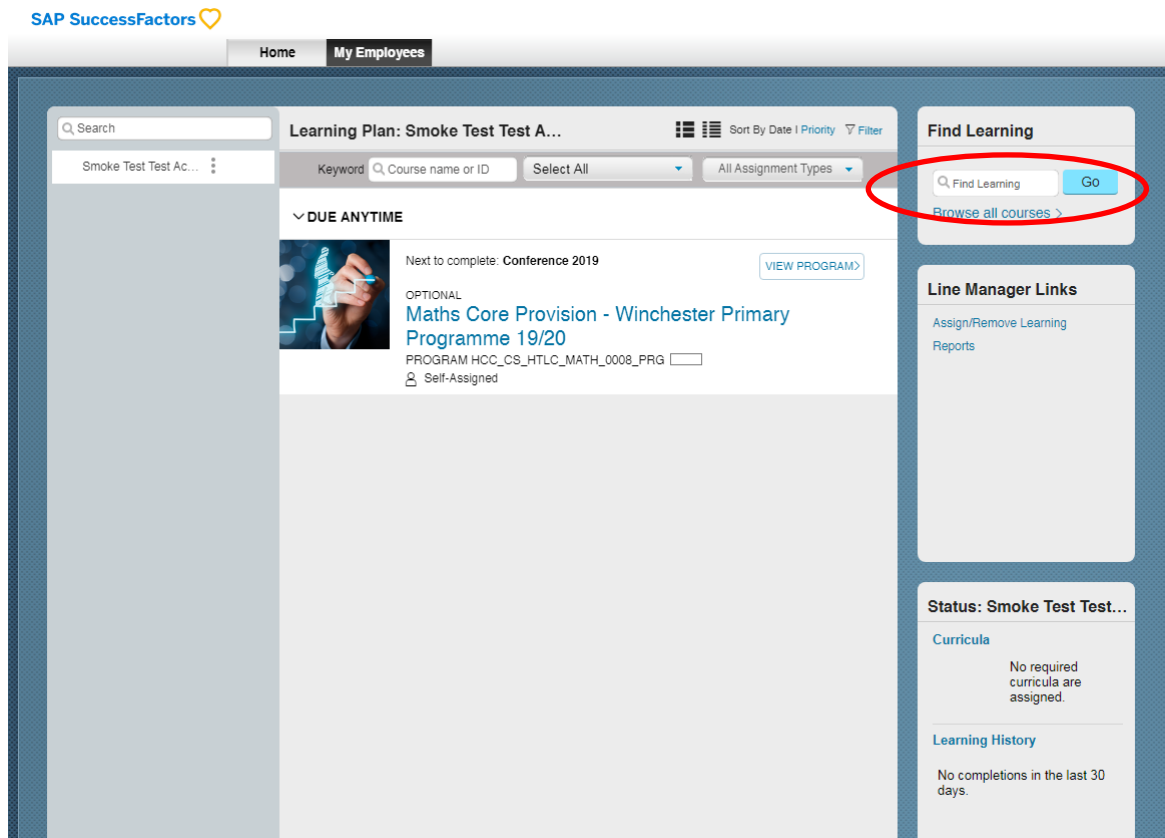 SAP SuccessFactors
Home My Employees
Search
Smoke Test Test Ac...
Learning Plan: Smoke Test Test A...
Sort By Date I Priority Filter
Keyword Course name or ID Select All All Assignment Types
DUE ANYTIME
Next to complete: Conference 2019
VIEW PROGRAM>
OPTIONAL
Maths Core Provision - Winchester Primary
Programme 19/20
PROGRAM HCC_CS_HTLC_MATH_0008_PRG
Self-Assigned
Find Learning
Find Learning Go
Browse all courses >
Line Manager Links
Assign/Remove Learning
Reports
Status: Smoke Test Test...
Curricula
No required
curricula are
assigned.
Learning History
No completions in the last 30
days.